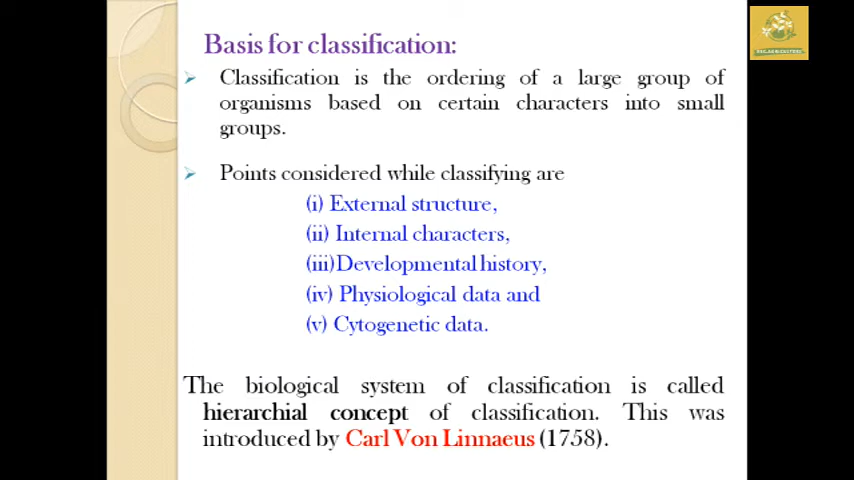 Basis for classification:
Classification is the ordering of a large group of
organisms based on certain characters into small
groups.
Points considered while classifying are
(i) External structure,
(ii) Internal characters,
(iii)Developmental history,
(iv) Physiological data and
(v) Cytogenetic data.
The biological system of classification is called
hierarchial concept of classification. This was
introduced by Carl Von Linnaeus (1758).